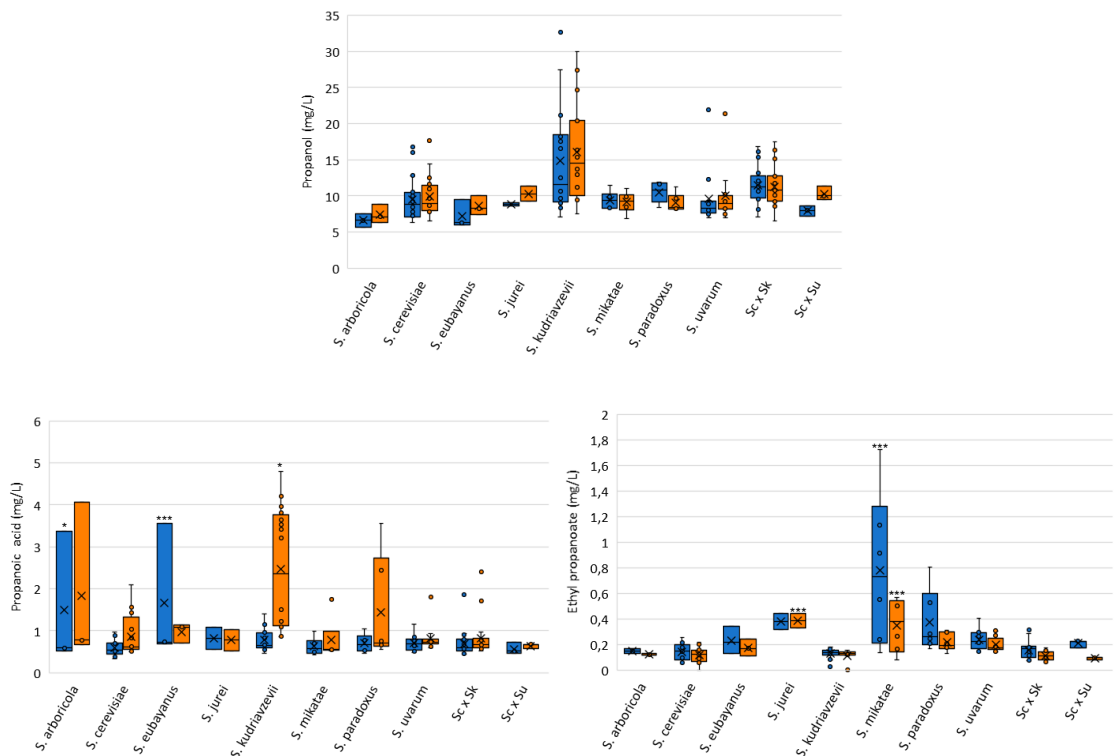 Propanol (mg/L)
35
30
25
20
15
10
5
0
S. arboricola
S. cerevisiae
S. eubayanus
S. jurei
S. kudriavzevii
S. mikatae
S. paradoxus
S. uvarum
Sc x Sk
Sc x Su
Propanoic acid (mg/L)
6
5
4
3
2
1
0
*
***
*
S. arboricola
S. cerevisiae
S. eubayanus
S. jurei
S. kudriavzevii
S. mikatae
S. paradoxus
S. uvarum
Sc x Sk
Sc x Su
Ethyl propanoate (mg/L)
2
1,8
1,6
1,4
1,2
1
0,8
0,6
0,4
0,2
0
***
***
***
S. arboricola
S. cerevisiae
S. eubayanus
S. jurei
S. kudriavzevii
S. mikatae
S. paradoxus
S. uvarum
Sc x Sk
Sc x Su